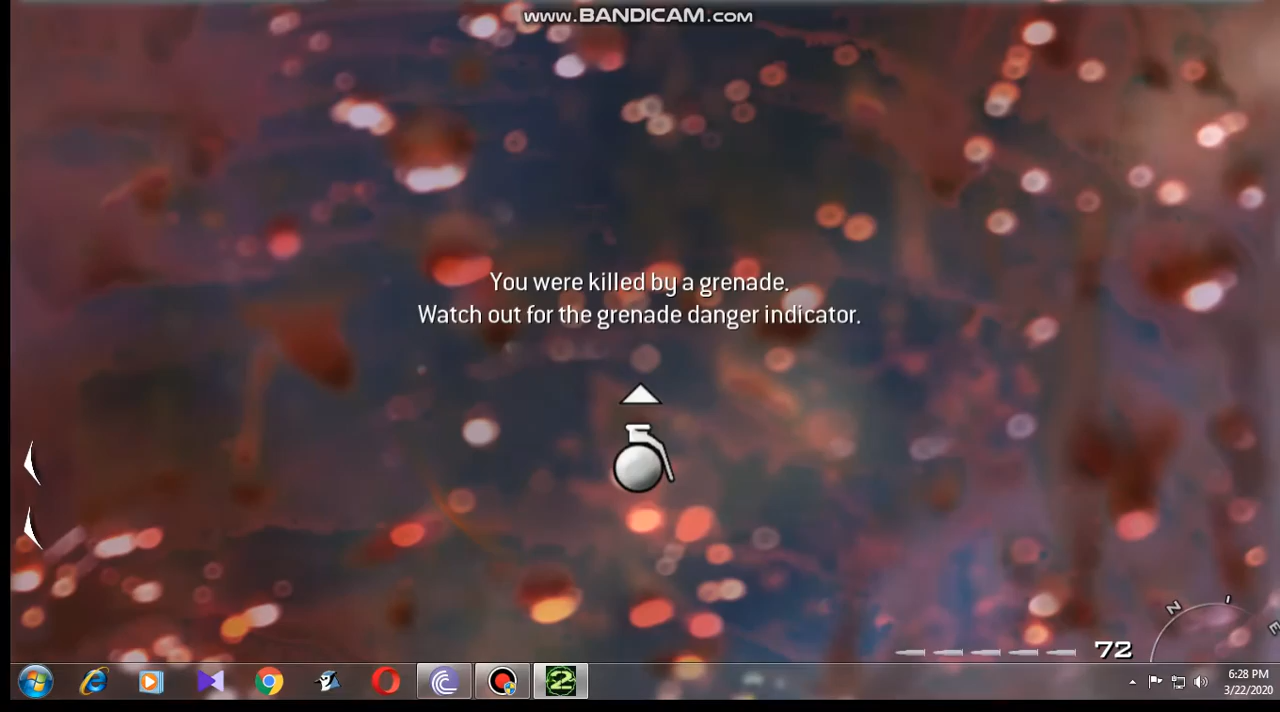 www.BANDICAM.com
You were killed by a grenade.
Watch out for the grenade danger indicator.
N
E
72
2
6:28 PM
3/22/2020